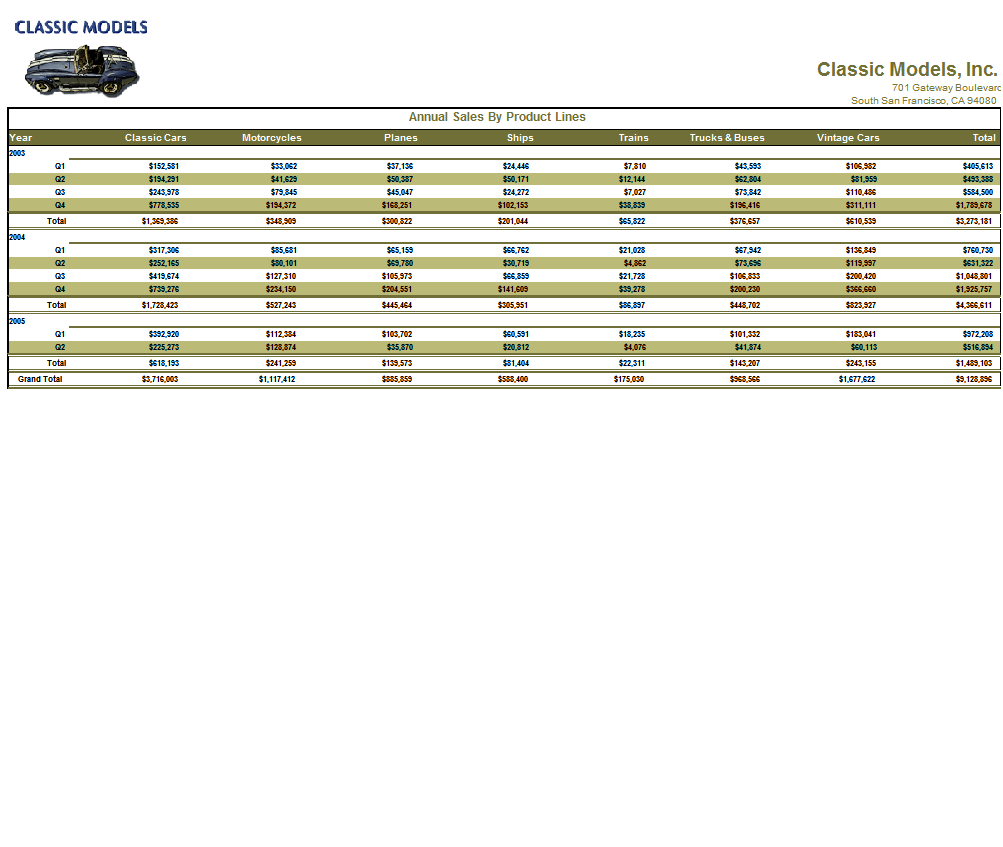 CLASSIC MODELS
Classic Models, Inc.
701 Gateway Boulevard
South San Francisco, CA 94080
Annual Sales By Product Lines
Year Classic Cars Motorcycles Planes Ships Trains Trucks & Buses Vintage Cars Total
2003
Q1 $152,581 $33,062 $37,136 $24,446 $7,810 $43,593 $106,982 $405,613
Q2 $194,291 $41,629 $50,387 $50,171 $12,144 $62,804 $81,959 $493,388
Q3 $243,978 $79,845 $45,047 $24,272 $7,027 $73,842 $110,486 $584,500
Q4 $778,535 $194,372 $168,251 $102,153 $38,839 $196,416 $311,111 $1,789,678
Total $1,369,386 $348,909 $300,822 $201,044 $65,822 $376,657 $610,539 $3,273,181
2004
Q1 $317,306 $85,681 $65,159 $66,762 $21,028 $67,942 $136,849 $760,730
Q2 $252,165 $80,101 $69,780 $30,719 $4,862 $73,696 $119,997 $631,322
Q3 $419,674 $127,310 $105,973 $66,859 $21,728 $106,833 $200,420 $1,048,801
Q4 $739,276 $234,150 $204,551 $141,609 $39,278 $200,230 $366,660 $1,925,757
Total $1,728,423 $527,243 $445,464 $305,951 $86,897 $448,702 $823,927 $4,366,611
2005
Q1 $392,920 $112,384 $103,702 $60,591 $18,235 $101,332 $183,041 $972,208
Q2 $225,273 $128,874 $35,870 $20,812 $4,076 $41,874 $60,113 $516,894
Total $618,193 $241,259 $139,573 $81,404 $22,311 $143,207 $243,155 $1,489,103
Grand Total $3,716,003 $1,117,412 $885,859 $588,400 $175,030 $968,566 $1,677,622 $9,128,896